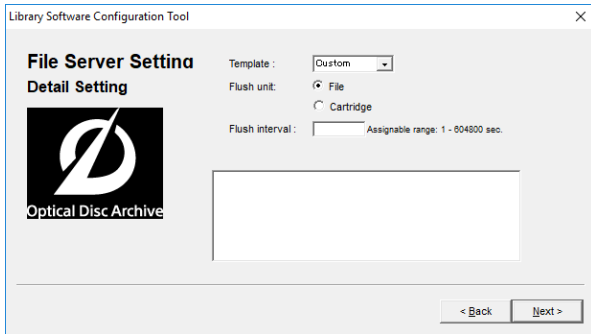 Library Software Configuration Tool
File Server Setting
Detail Setting
Optical Disc Archive
Template :
Custom
Flush unit:
File
Cartridge
Flush interval :
Assignable range: 1 - 604800 sec.
< Back
Next >